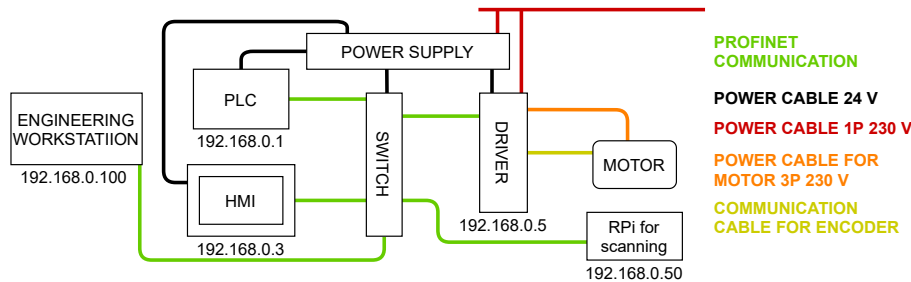 POWER SUPPLY
PLC
192.168.0.1
ENGINEERING
WORKSTATIION
192.168.0.100
HMI
192.168.0.3
SWITCH
DRIVER
192.168.0.5
MOTOR
RPi for
scanning
192.168.0.50
PROFINET
COMMUNICATION
POWER CABLE 24 V
POWER CABLE 1P 230 V
POWER CABLE FOR
MOTOR 3P 230 V
COMMUNICATION
CABLE FOR ENCODER